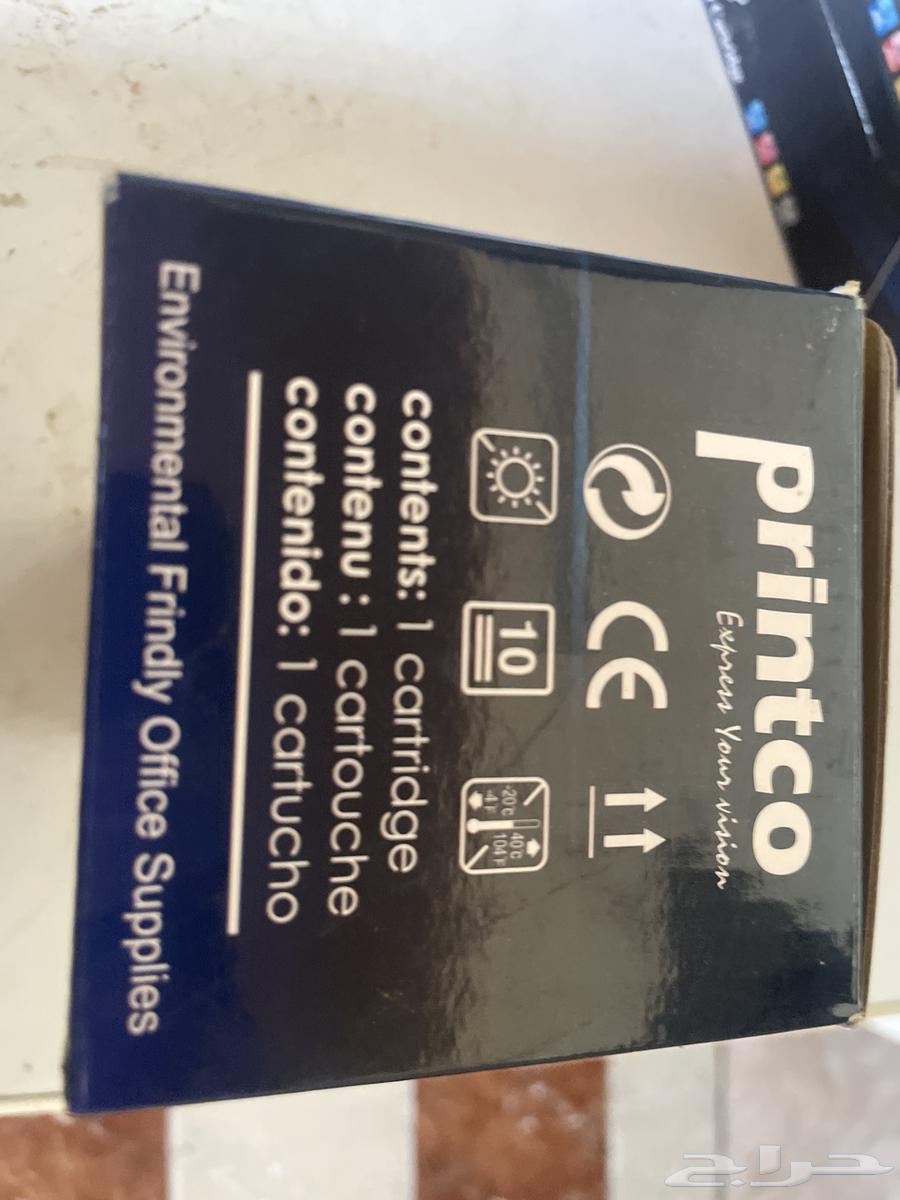 printco
Express Your vision
CE
10
-20C 40C
-4F 104F
contents: 1 cartridge
contenu : 1 cartouche
contenido: 1 cartucho
Environmental Frindly Office Supplies
حراج